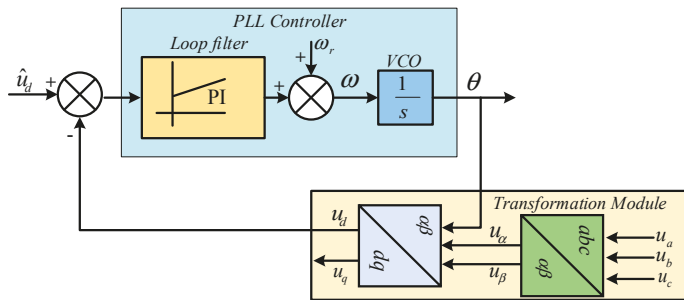 PLL Controller
Loop filter
+ ω_r
VCO
û_d +
PI
+
ω
1/s
θ
-
Transformation Module
u_d
αβ
u_α
abc
u_a
u_b
u_q
dq
u_β
αβ
u_c